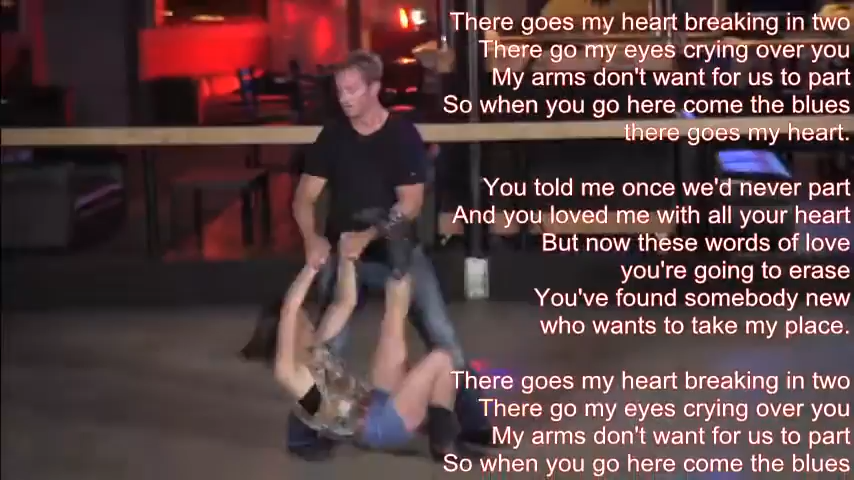 There goes my heart breaking in two
There go my eyes crying over you
My arms don't want for us to part
So when you go here come the blues
there goes my heart.
You told me once we'd never part
And you loved me with all your heart
But now these words of love
you're going to erase
You've found somebody new
who wants to take my place.
There goes my heart breaking in two
There go my eyes crying over you
My arms don't want for us to part
So when you go here come the blues